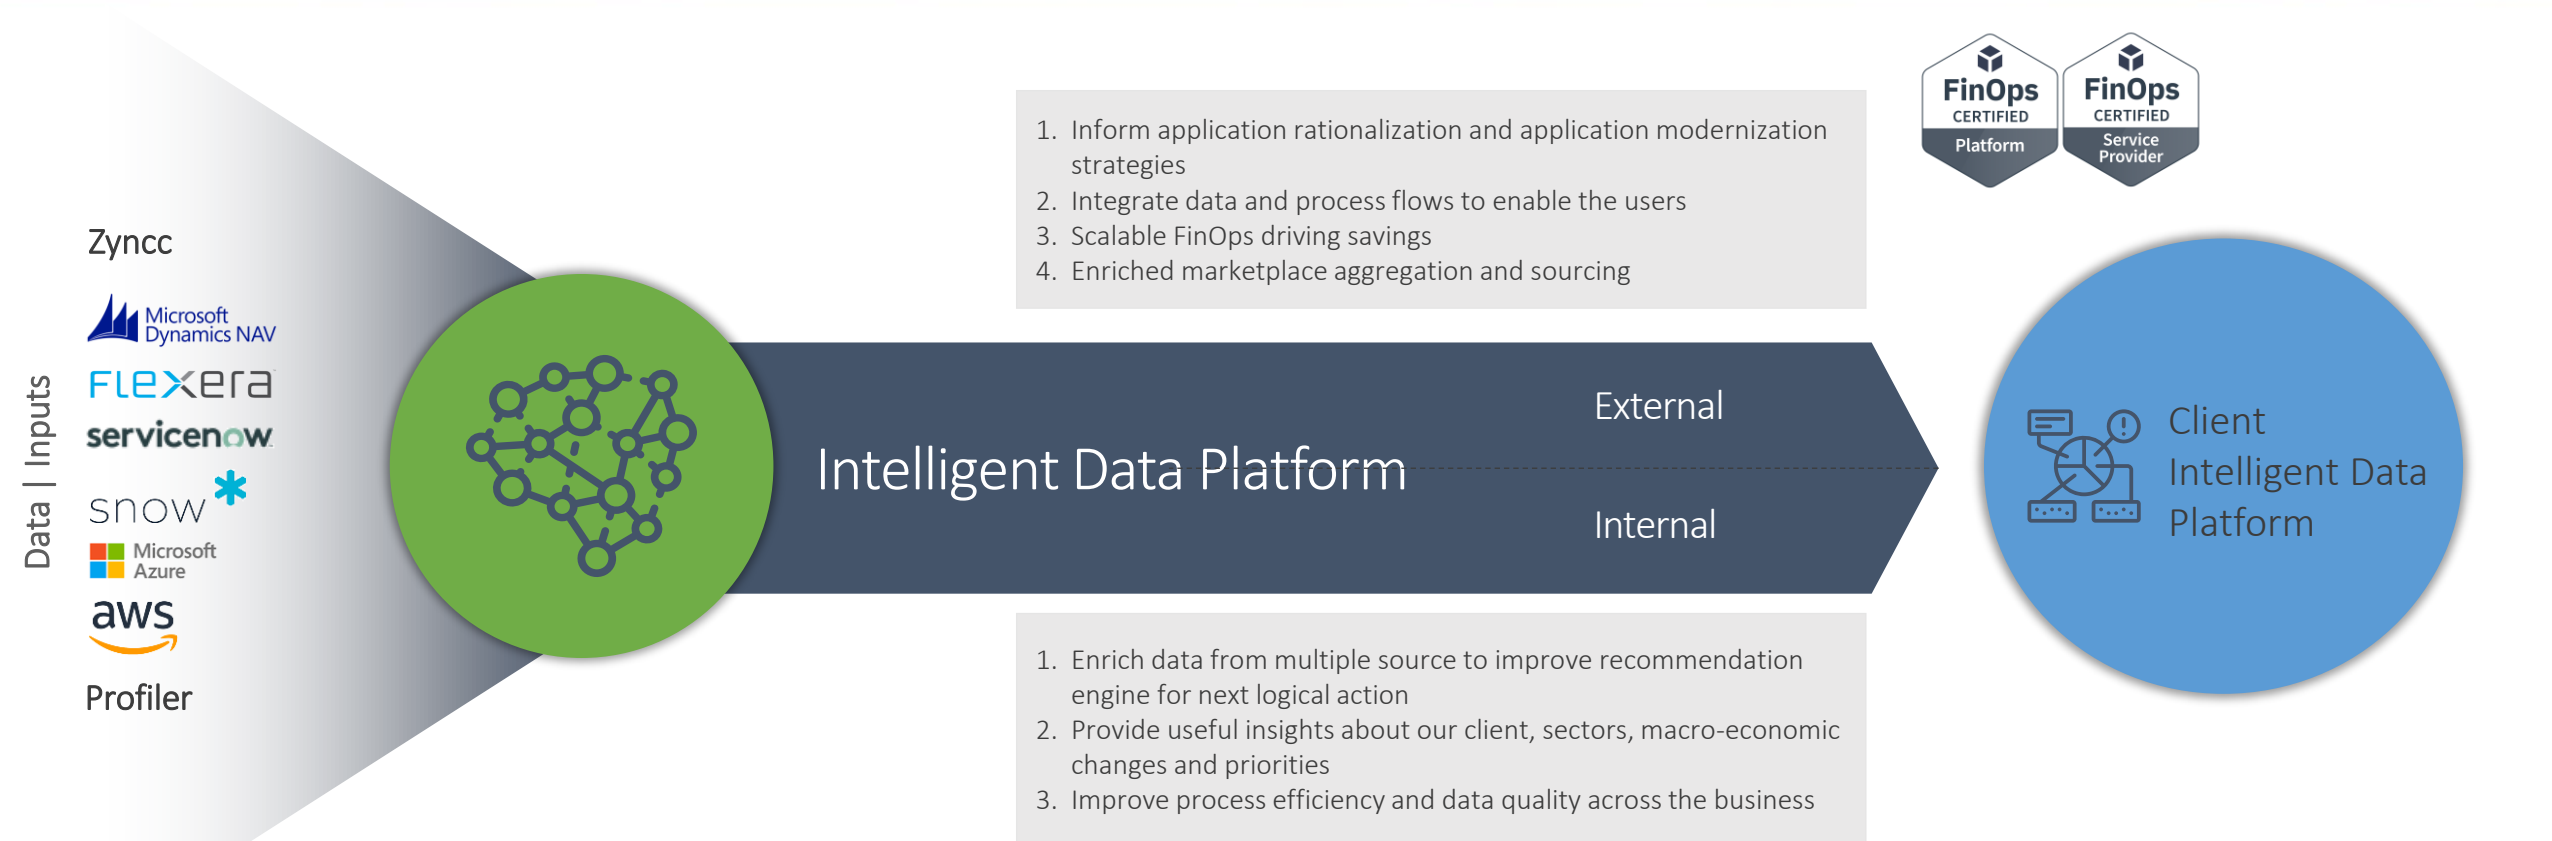 Data | Inputs
Zyncc
Microsoft
Dynamics NAV
Flexera
servicenow
snow
Microsoft
Azure
aws
Profiler
1. Inform application rationalization and application modernization
strategies
2. Integrate data and process flows to enable the users
3. Scalable FinOps driving savings
4. Enriched marketplace aggregation and sourcing
Intelligent Data Platform
External
Internal
1. Enrich data from multiple source to improve recommendation
engine for next logical action
2. Provide useful insights about our client, sectors, macro-economic
changes and priorities
3. Improve process efficiency and data quality across the business
FinOps
CERTIFIED
Platform
FinOps
CERTIFIED
Service
Provider
Client
Intelligent Data
Platform